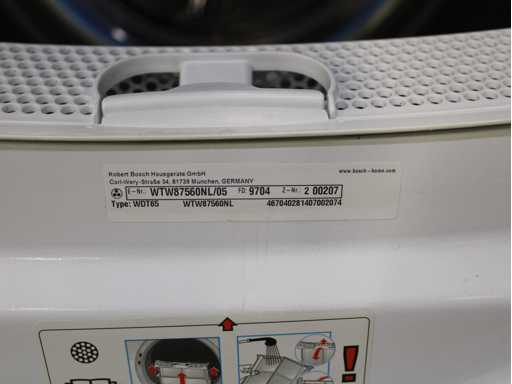 Robert Bosch Hausgeräte GmbH
Carl-Wery-Straße 34, 81739 München, GERMANY
www.bosch-home.com
E-Nr.: WTW87560NL/05 FD: 9704 Z-Nr.: 2 00207
Type: WDT65 WTW87560NL 467040281407002074